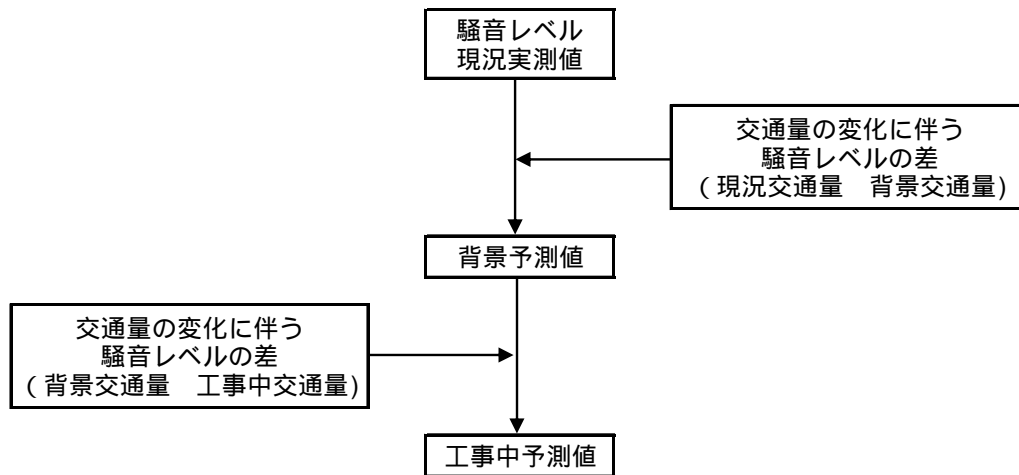 騒音レベル
現況実測値
交通量の変化に伴う
騒音レベルの差
(現況交通量　背景交通量)
背景予測値
交通量の変化に伴う
騒音レベルの差
(背景交通量　工事中交通量)
工事中予測値